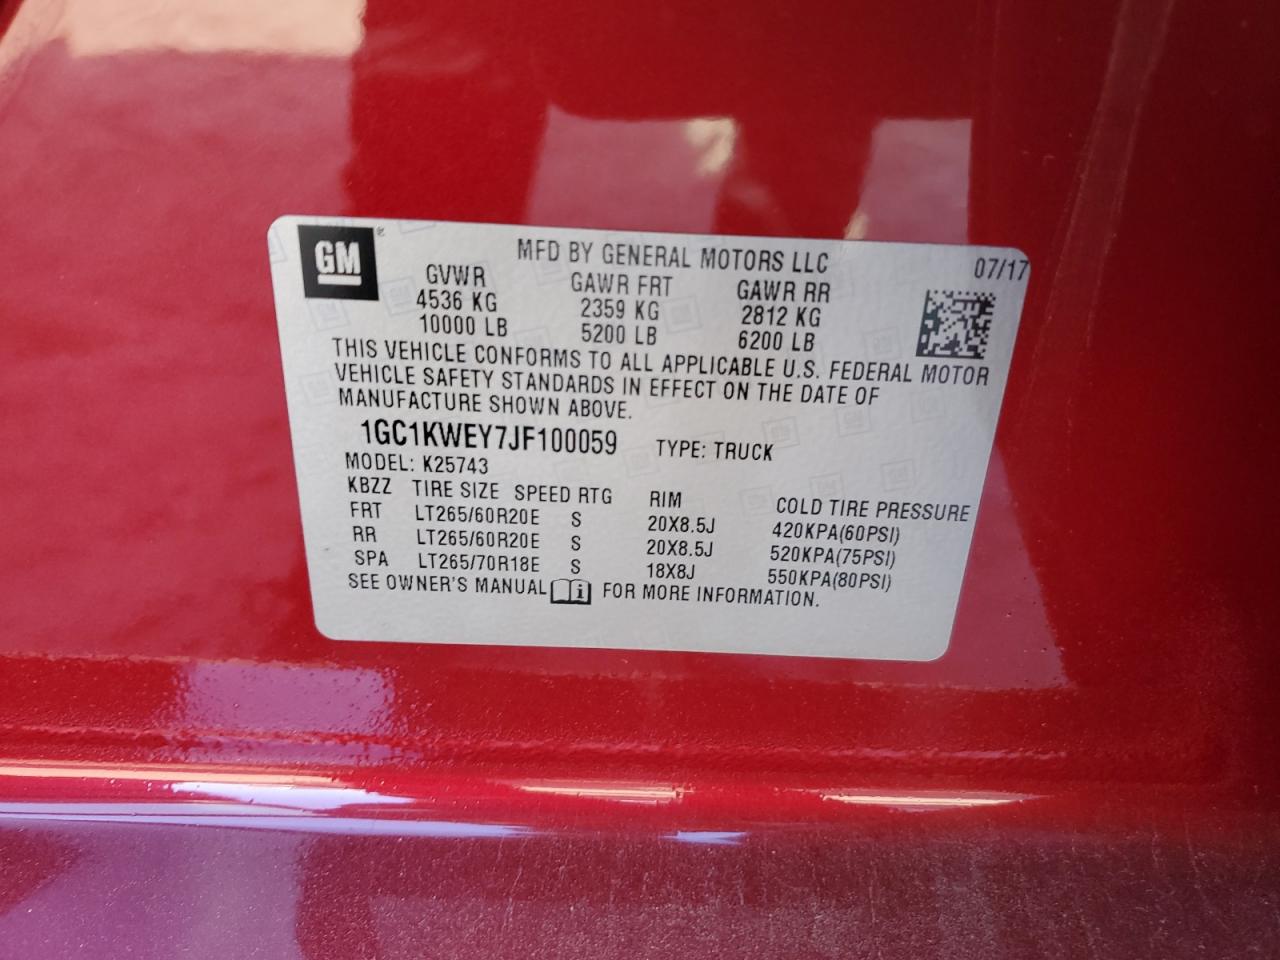 GM ®
MFD BY GENERAL MOTORS LLC 07/17
GVWR GAWR FRT GAWR RR
4536 KG 2359 KG 2812 KG
10000 LB 5200 LB 6200 LB
THIS VEHICLE CONFORMS TO ALL APPLICABLE U.S. FEDERAL MOTOR
VEHICLE SAFETY STANDARDS IN EFFECT ON THE DATE OF
MANUFACTURE SHOWN ABOVE.
1GC1KWEY7JF100059 TYPE: TRUCK
MODEL: K25743
KBZZ TIRE SIZE SPEED RTG RIM COLD TIRE PRESSURE
FRT LT265/60R20E S 20X8.5J 420KPA(60PSI)
RR LT265/60R20E S 20X8.5J 520KPA(75PSI)
SPA LT265/70R18E S 18X8J 550KPA(80PSI)
SEE OWNER'S MANUAL i FOR MORE INFORMATION.